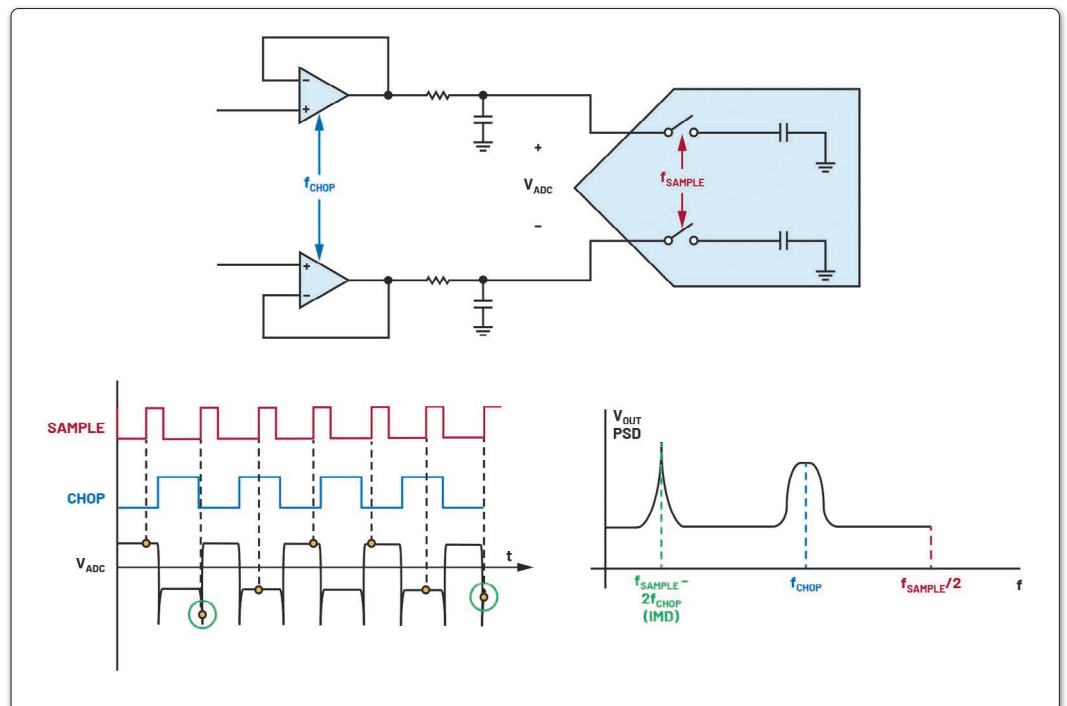 −
+
fCHOP
+
−
+
VADC
−
fSAMPLE
SAMPLE
CHOP
VADC
t
VOUT
PSD
fSAMPLE −
2fCHOP
(IMD)
fCHOP
fSAMPLE/2
f